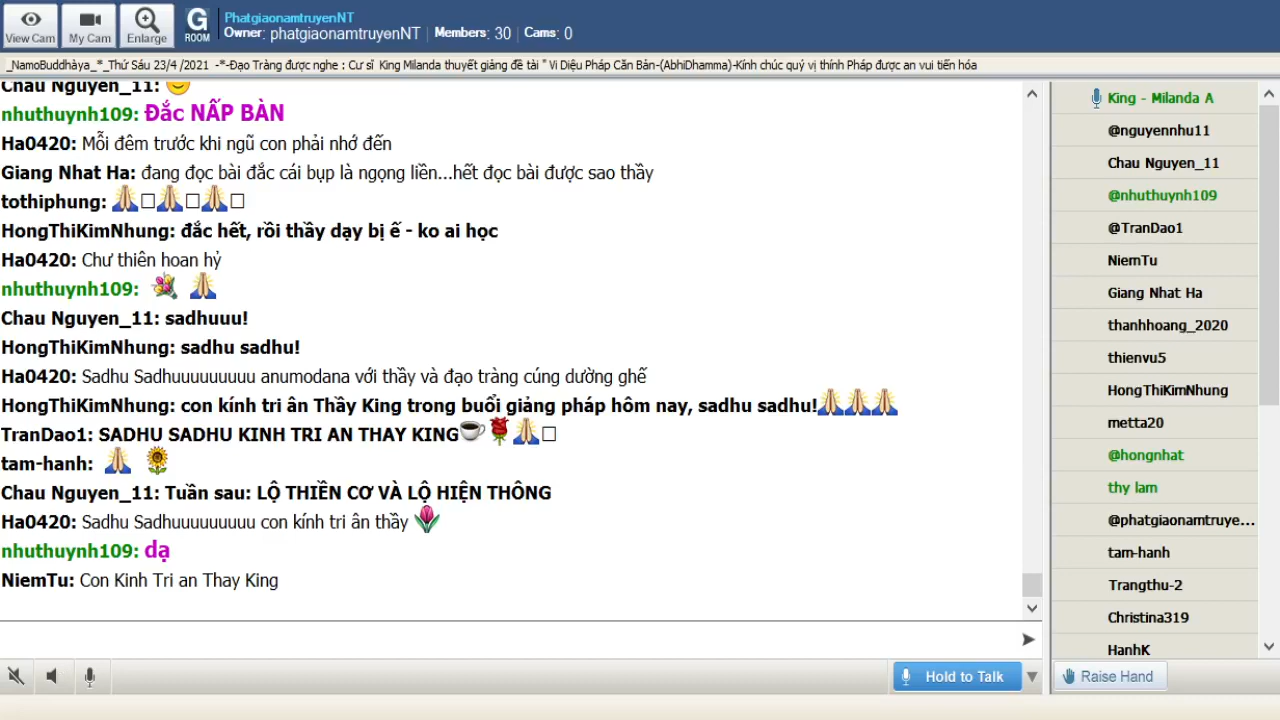 View Cam
My Cam
Enlarge
G
ROOM
PhatgiaonamtruyenNT
Owner: phatgiaonamtruyenNT | Members: 30 | Cams: 0
_NamoBuddhàya_*_Thứ Sáu 23/4 /2021 -*-Đạo Tràng được nghe : Cư sĩ King Milanda thuyết giảng đề tài " Vi Diệu Pháp Căn Bản-(AbhiDhamma)-Kính chúc quý vị thính Pháp được an vui tiến hóa
Chau Nguyen_11:
nhuthuynh109: Đắc NẤP BÀN
Ha0420: Mỗi đêm trước khi ngũ con phải nhớ đến
Giang Nhat Ha: đang đọc bài đắc cái bụp là ngọng liền...hết đọc bài được sao thầy
tothiphung: 🙏□🙏□🙏□
HongThiKimNhung: đắc hết, rồi thầy dạy bị ế - ko ai học
Ha0420: Chư thiên hoan hỷ
nhuthuynh109: 💐 🙏
Chau Nguyen_11: sadhuuu!
HongThiKimNhung: sadhu sadhu!
Ha0420: Sadhu Sadhuuuuuuuuu anumodana với thầy và đạo tràng cúng dường ghế
HongThiKimNhung: con kính tri ân Thầy King trong buổi giảng pháp hôm nay, sadhu sadhu!🙏🙏🙏
TranDao1: SADHU SADHU KINH TRI AN THAY KING☕🌹🙏□
tam-hanh: 🙏 🌻
Chau Nguyen_11: Tuần sau: LỘ THIỀN CƠ VÀ LỘ HIỆN THÔNG
Ha0420: Sadhu Sadhuuuuuuuuu con kính tri ân thầy 🌷
nhuthuynh109: dạ
NiemTu: Con Kinh Tri an Thay King
King - Milanda A
@nguyennhu11
Chau Nguyen_11
@nhuthuynh109
@TranDao1
NiemTu
Giang Nhat Ha
thanhhoang_2020
thienvu5
HongThiKimNhung
metta20
@hongnhat
thy lam
@phatgiaonamtruye...
tam-hanh
Trangthu-2
Christina319
HanhK
Hold to Talk
Raise Hand